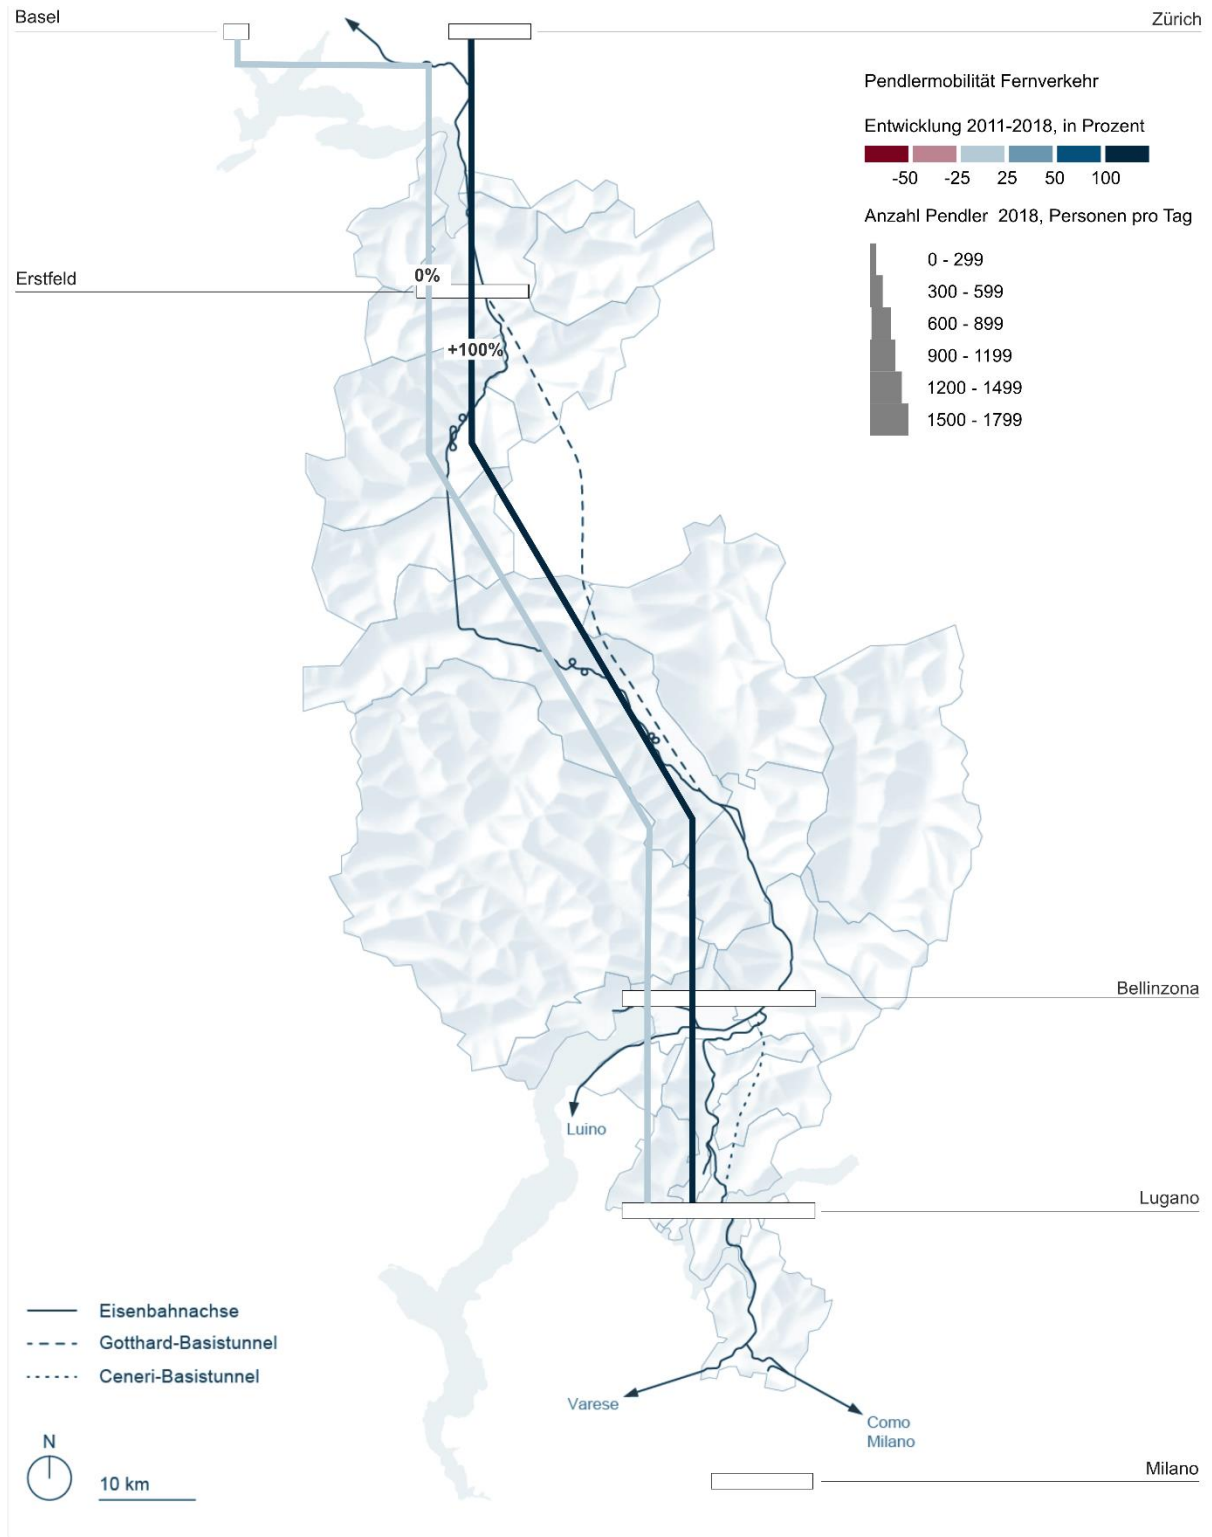 Basel
Zürich
Pendlermobilität Fernverkehr
Entwicklung 2011-2018, in Prozent
-50 -25 25 50 100
Anzahl Pendler 2018, Personen pro Tag
0 - 299
300 - 599
600 - 899
900 - 1199
1200 - 1499
1500 - 1799
Erstfeld
0%
+100%
Bellinzona
Luino
Lugano
Eisenbahnachse
Gotthard-Basistunnel
Ceneri-Basistunnel
Varese
Como
Milano
N
10 km
Milano